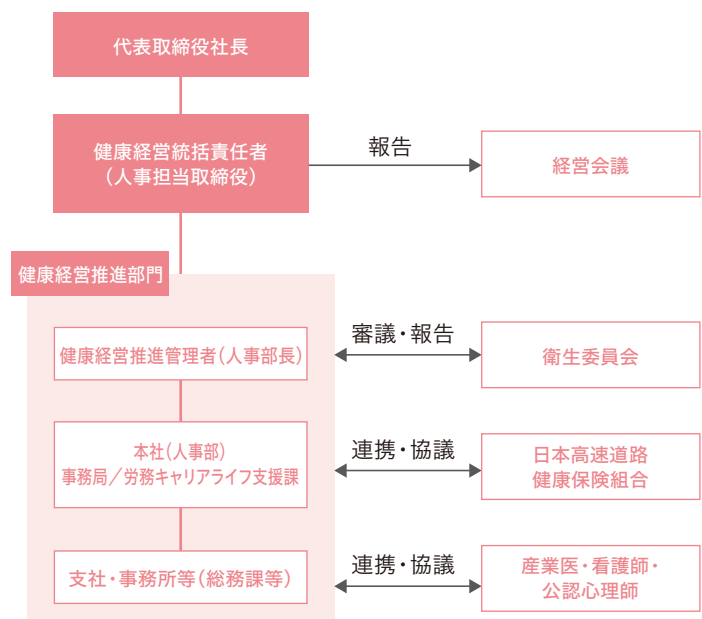 代表取締役社長
健康経営統括責任者
（人事担当取締役）
報告
経営会議
健康経営推進部門
健康経営推進管理者（人事部長）
審議・報告
衛生委員会
本社（人事部）
事務局／労務キャリアライフ支援課
連携・協議
日本高速道路
健康保険組合
支社・事務所等（総務課等）
連携・協議
産業医・看護師・
公認心理師